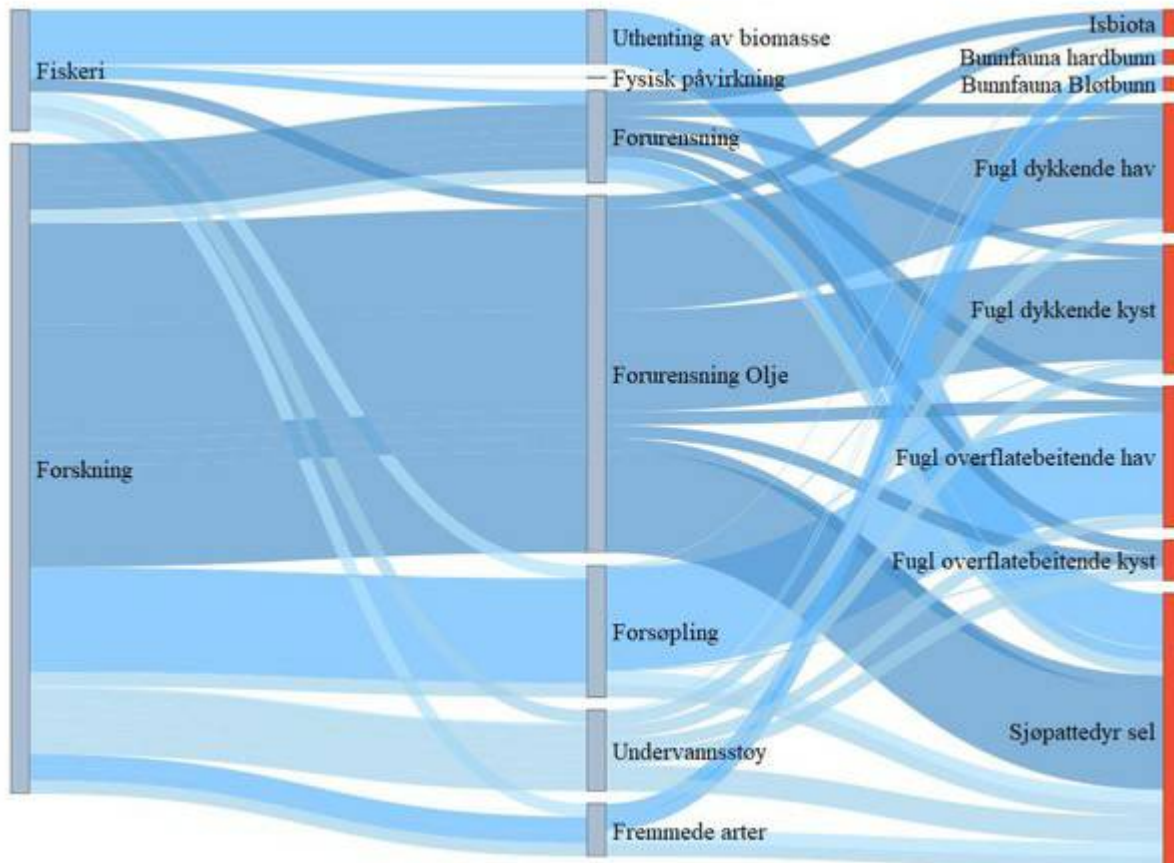 Fiskeri
Forskning
Uthenting av biomasse
Fysisk påvirkning
Forurensning
Forurensning Olje
Forsøpling
Undervannsstoy
Fremmede arter
Isbiota
Bunnfauna hardbunn
Bunnfauna Bløtbunn
Fugl dykkende hav
Fugl dykkende kyst
Fugl overflatebeitende hav
Fugl overflatebeitende kyst
Sjøpattedyr sel